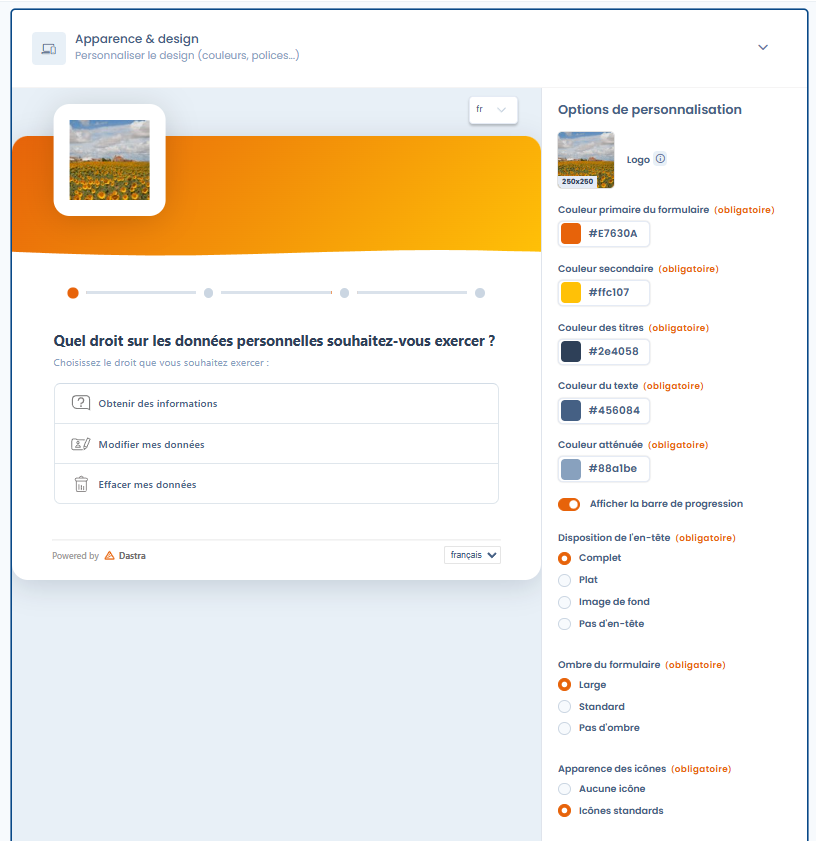 Apparence & design
Personnaliser le design (couleurs, polices...)
fr
Quel droit sur les données personnelles souhaitez-vous exercer ?
Choisissez le droit que vous souhaitez exercer :
Obtenir des informations
Modifier mes données
Effacer mes données
Powered by Dastra
français
Options de personnalisation
250x250
Logo
Couleur primaire du formulaire (obligatoire)
#E7630A
Couleur secondaire (obligatoire)
#ffc107
Couleur des titres (obligatoire)
#2e4058
Couleur du texte (obligatoire)
#456084
Couleur atténuée (obligatoire)
#88a1be
Afficher la barre de progression
Disposition de l'en-tête (obligatoire)
Complet
Plat
Image de fond
Pas d'en-tête
Ombre du formulaire (obligatoire)
Large
Standard
Pas d'ombre
Apparence des icônes (obligatoire)
Aucune icône
Icônes standards